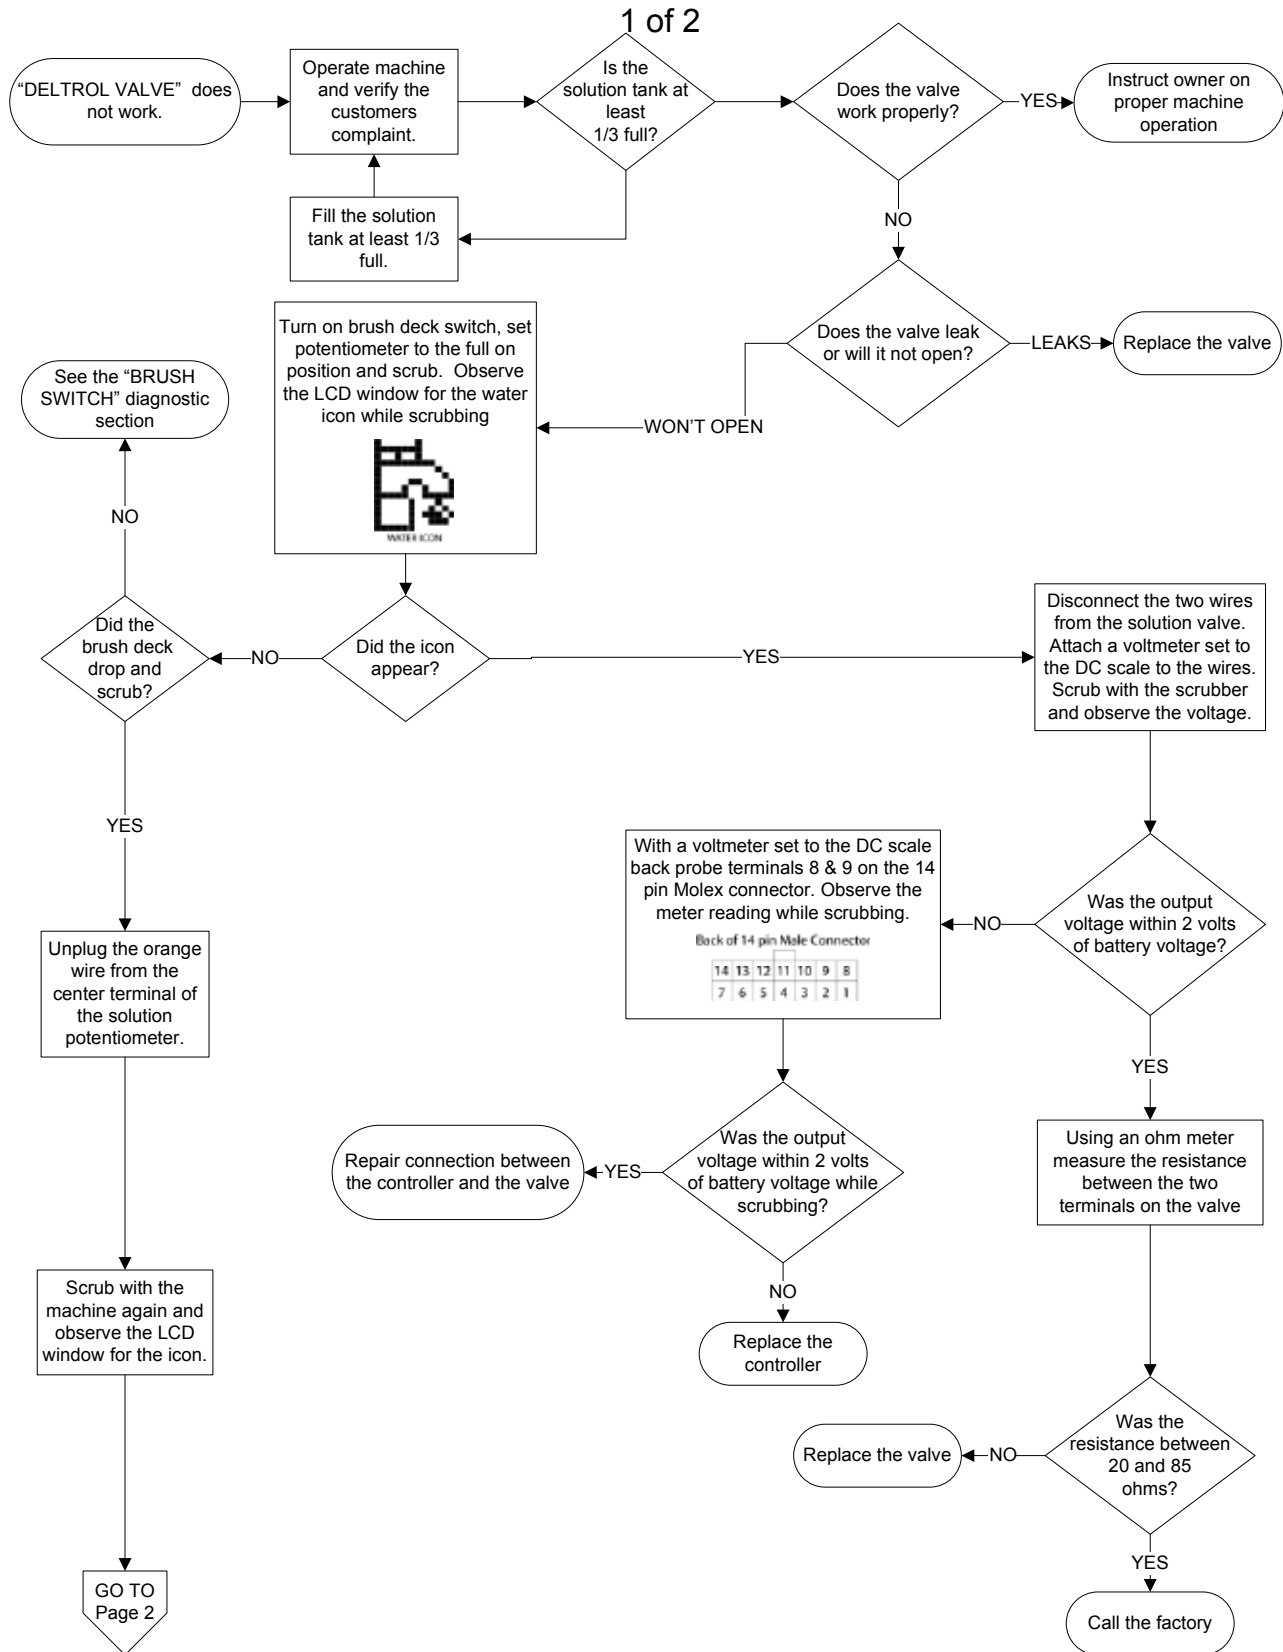 1 of 2
“DELTROL VALVE” does
not work.
Operate machine
and verify the
customers
complaint.
Is the
solution tank at
least
1/3 full?
Does the valve
work properly?
YES
Instruct owner on
proper machine
operation
Fill the solution
tank at least 1/3
full.
NO
Does the valve leak
or will it not open?
LEAKS
Replace the valve
WON’T OPEN
Turn on brush deck switch, set
potentiometer to the full on
position and scrub. Observe
the LCD window for the water
icon while scrubbing
WATER ICON
See the “BRUSH
SWITCH” diagnostic
section
NO
Did the
brush deck
drop and
scrub?
NO
Did the icon
appear?
YES
Disconnect the two wires
from the solution valve.
Attach a voltmeter set to
the DC scale to the wires.
Scrub with the scrubber
and observe the voltage.
YES
With a voltmeter set to the DC scale
back probe terminals 8 & 9 on the 14
pin Molex connector. Observe the
meter reading while scrubbing.
Back of 14 pin Male Connector
14 13 12 11 10 9 8
7 6 5 4 3 2 1
NO
Was the output
voltage within 2 volts
of battery voltage?
Unplug the orange
wire from the
center terminal of
the solution
potentiometer.
YES
Repair connection between
the controller and the valve
YES
Was the output
voltage within 2 volts
of battery voltage while
scrubbing?
Using an ohm meter
measure the resistance
between the two
terminals on the valve
Scrub with the
machine again and
observe the LCD
window for the icon.
NO
Replace the
controller
Replace the valve
NO
Was the
resistance between
20 and 85
ohms?
YES
GO TO
Page 2
Call the factory